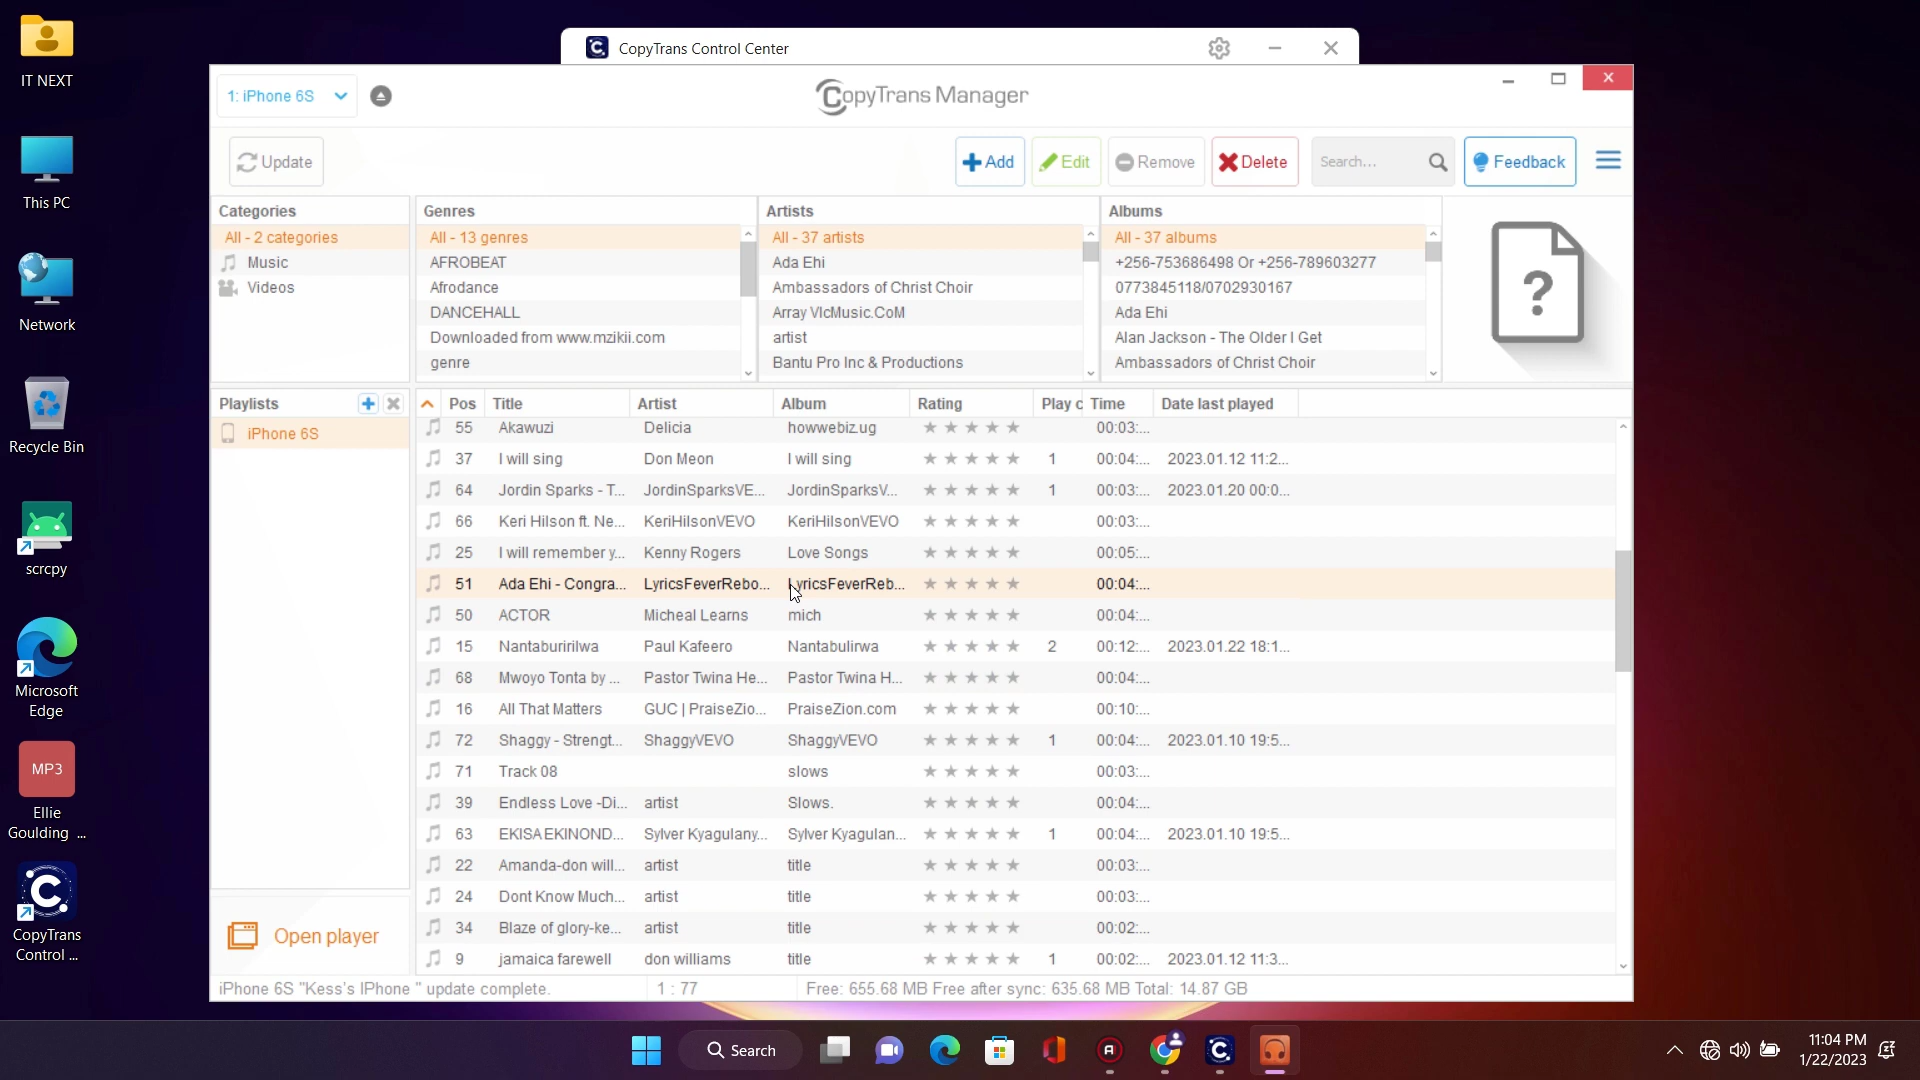 IT NEXT
This PC
Network
Recycle Bin
scrcpy
Microsoft
Edge
MP3
Ellie
Goulding ...
CopyTrans
Control ...
CopyTrans Control Center
1: iPhone 6S
CopyTrans Manager
Update
Add
Edit
Remove
Delete
Search...
Feedback
Categories
All - 2 categories
Music
Videos
Genres
All - 13 genres
AFROBEAT
Afrodance
DANCEHALL
Downloaded from www.mzikii.com
genre
Artists
All - 37 artists
Ada Ehi
Ambassadors of Christ Choir
Array VlcMusic.CoM
artist
Bantu Pro Inc & Productions
Albums
All - 37 albums
+256-753686498 Or +256-789603277
0773845118/0702930167
Ada Ehi
Alan Jackson - The Older I Get
Ambassadors of Christ Choir
?
Playlists
iPhone 6S
Open player
Pos Title Artist Album Rating Play c Time Date last played
55 Akawuzi Delicia howwebiz.ug 00:03:...
37 I will sing Don Meon I will sing 1 00:04:... 2023.01.12 11:2...
64 Jordin Sparks - T... JordinSparksVE... JordinSparksV... 1 00:03:... 2023.01.20 00:0...
66 Keri Hilson ft. Ne... KeriHilsonVEVO KeriHilsonVEVO 00:03:...
25 I will remember y... Kenny Rogers Love Songs 00:05:...
51 Ada Ehi - Congra... LyricsFeverRebo... LyricsFeverReb... 00:04:...
50 ACTOR Micheal Learns mich 00:04:...
15 Nantaburirilwa Paul Kafeero Nantabulirwa 2 00:12:... 2023.01.22 18:1...
68 Mwoyo Tonta by ... Pastor Twina He... Pastor Twina H... 00:04:...
16 All That Matters GUC | PraiseZio... PraiseZion.com 00:10:...
72 Shaggy - Strengt... ShaggyVEVO ShaggyVEVO 1 00:04:... 2023.01.10 19:5...
71 Track 08 slows 00:03:...
39 Endless Love -Di... artist Slows. 00:04:...
63 EKISA EKINOND... Sylver Kyagulany... Sylver Kyagulan... 1 00:04:... 2023.01.10 19:5...
22 Amanda-don will... artist title 00:03:...
24 Dont Know Much... artist title 00:03:...
34 Blaze of glory-ke... artist title 00:02:...
9 jamaica farewell don williams title 1 00:02:... 2023.01.12 11:3...
iPhone 6S "Kess's IPhone " update complete. 1 : 77 Free: 655.68 MB Free after sync: 635.68 MB Total: 14.87 GB
Search
11:04 PM
1/22/2023